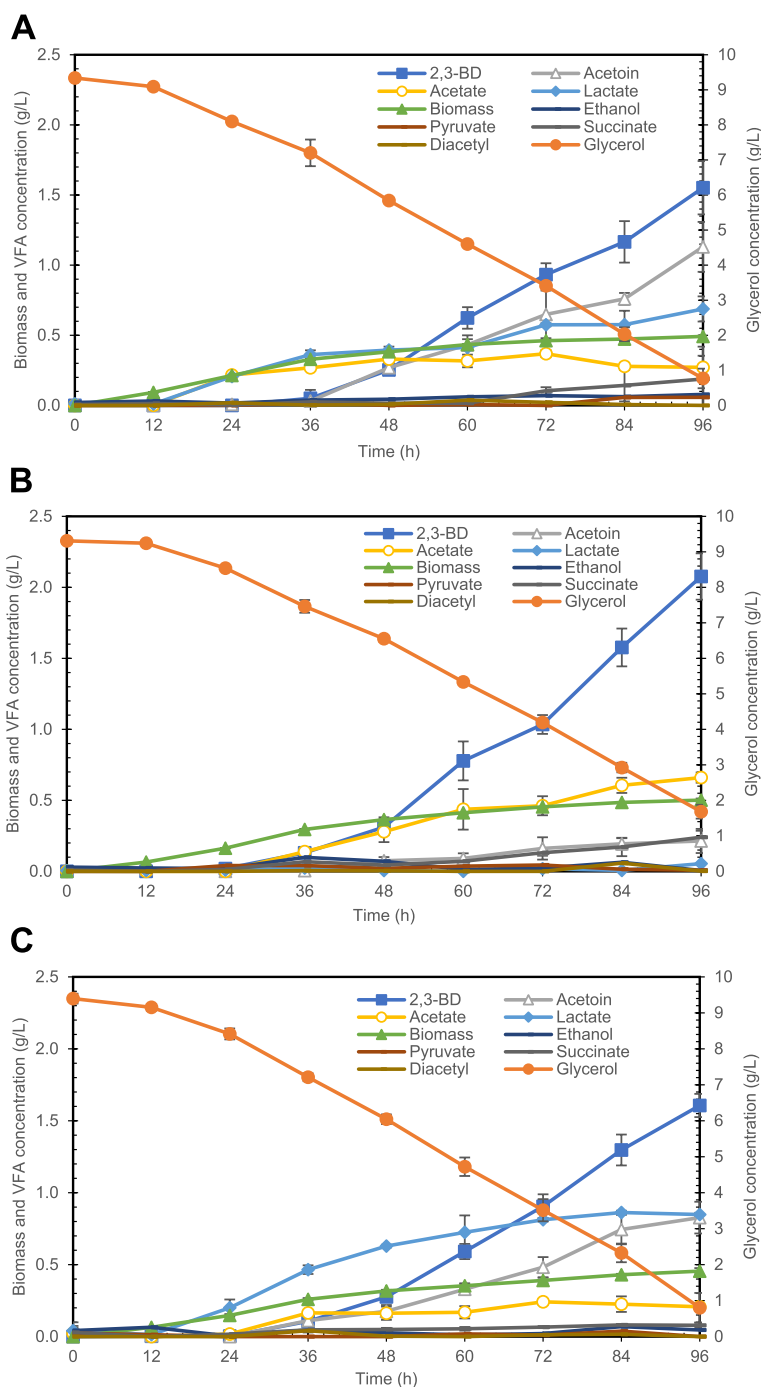 A
Biomass and VFA concentration (g/L)
Glycerol concentration (g/L)
2.5
2.0
1.5
1.0
0.5
0.0
10
9
8
7
6
5
4
3
2
1
0
2,3-BD
Acetoin
Acetate
Lactate
Biomass
Ethanol
Pyruvate
Succinate
Diacetyl
Glycerol
0 12 24 36 48 60 72 84 96
Time (h)
B
Biomass and VFA concentration (g/L)
Glycerol concentration (g/L)
2.5
2.0
1.5
1.0
0.5
0.0
10
9
8
7
6
5
4
3
2
1
0
2,3-BD
Acetoin
Acetate
Lactate
Biomass
Ethanol
Pyruvate
Succinate
Diacetyl
Glycerol
0 12 24 36 48 60 72 84 96
Time (h)
C
Biomass and VFA concentration (g/L)
Glycerol concentration (g/L)
2.5
2.0
1.5
1.0
0.5
0.0
10
9
8
7
6
5
4
3
2
1
0
2,3-BD
Acetoin
Acetate
Lactate
Biomass
Ethanol
Pyruvate
Succinate
Diacetyl
Glycerol
0 12 24 36 48 60 72 84 96
Time (h)